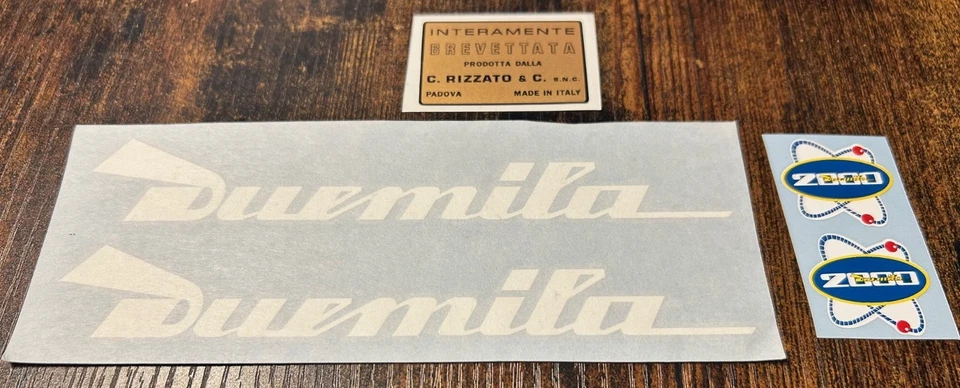 INTERAMENTE
BREVETTATA
PRODOTTA DALLA
C. RIZZATO & C. S.N.C.
PADOVA MADE IN ITALY
Duemila
Duemila
2000
2000